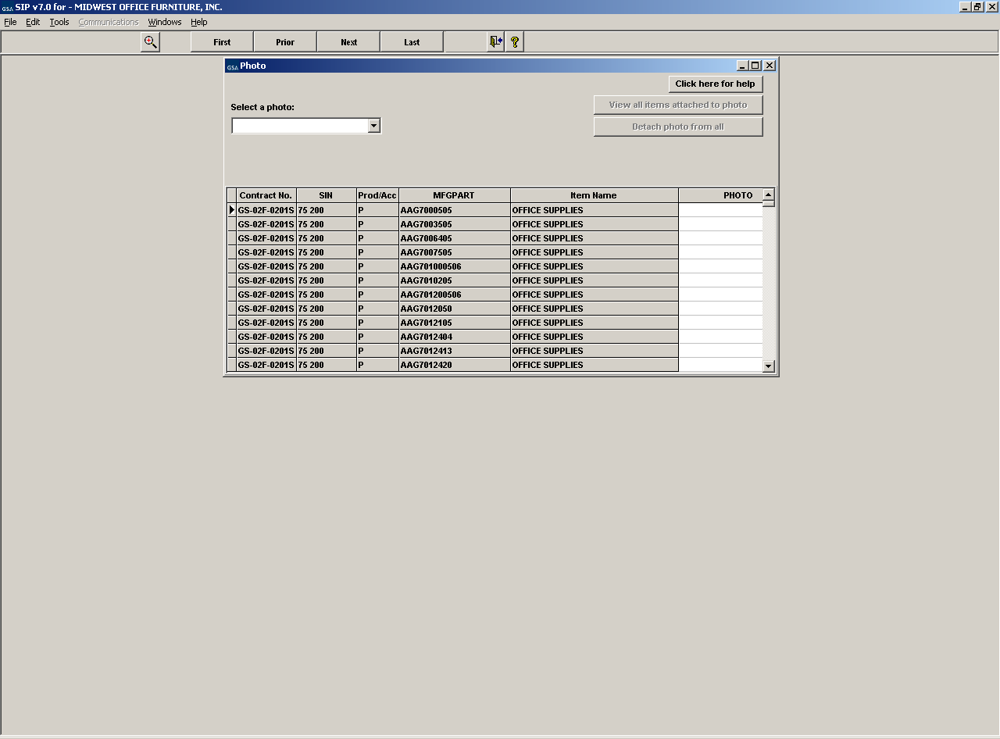 GSA SIP v7.0 for - MIDWEST OFFICE FURNITURE, INC.
File Edit Tools Communications Windows Help
First Prior Next Last ?
GSA Photo
Click here for help
Select a photo:
View all items attached to photo
Detach photo from all
Contract No. SIN Prod/Acc MFGPART Item Name PHOTO
GS-02F-0201S 75 200 P AAG7000505 OFFICE SUPPLIES
GS-02F-0201S 75 200 P AAG7003505 OFFICE SUPPLIES
GS-02F-0201S 75 200 P AAG7006405 OFFICE SUPPLIES
GS-02F-0201S 75 200 P AAG7007505 OFFICE SUPPLIES
GS-02F-0201S 75 200 P AAG701000506 OFFICE SUPPLIES
GS-02F-0201S 75 200 P AAG7010205 OFFICE SUPPLIES
GS-02F-0201S 75 200 P AAG701200506 OFFICE SUPPLIES
GS-02F-0201S 75 200 P AAG7012050 OFFICE SUPPLIES
GS-02F-0201S 75 200 P AAG7012105 OFFICE SUPPLIES
GS-02F-0201S 75 200 P AAG7012404 OFFICE SUPPLIES
GS-02F-0201S 75 200 P AAG7012413 OFFICE SUPPLIES
GS-02F-0201S 75 200 P AAG7012420 OFFICE SUPPLIES